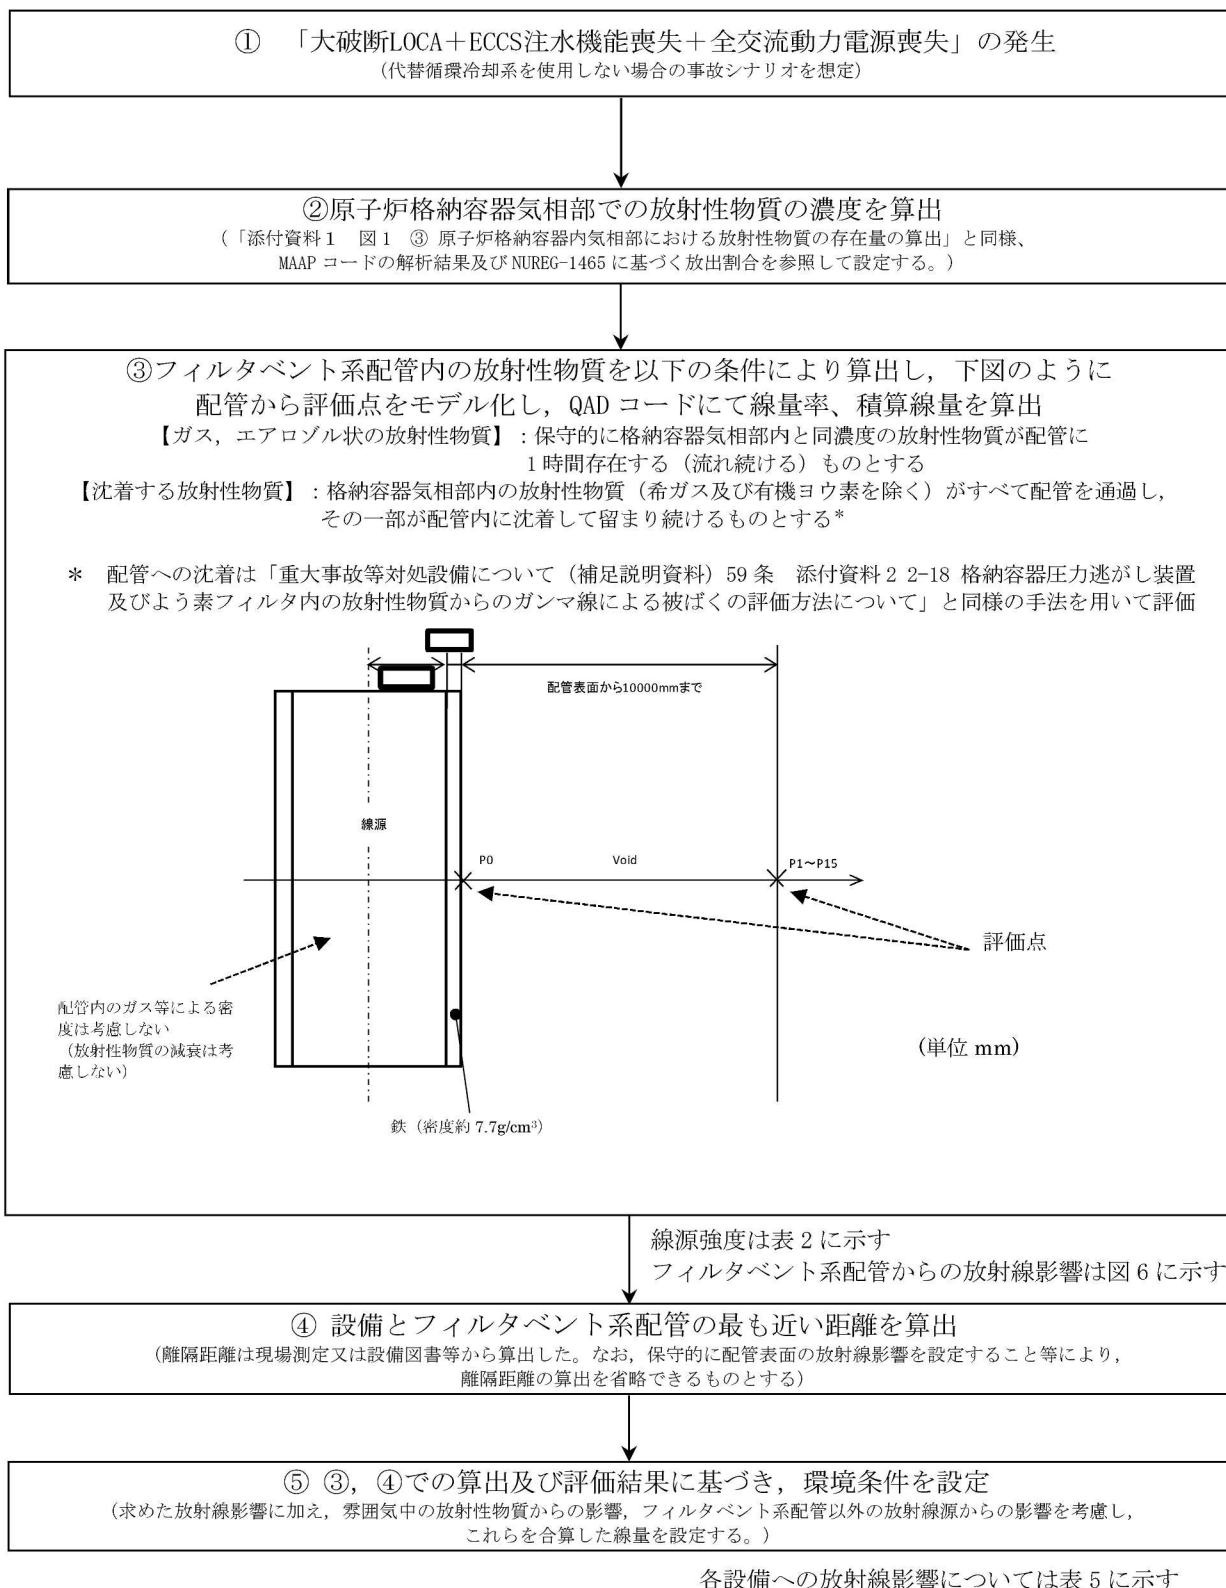 ① 「大破断LOCA＋ECCS注水機能喪失＋全交流動力電源喪失」の発生
(代替循環冷却系を使用しない場合の事故シナリオを想定)
②原子炉格納容器気相部での放射性物質の濃度を算出
(「添付資料１　図１　③ 原子炉格納容器内気相部における放射性物質の存在量の算出」と同様、
MAAP コードの解析結果及び NUREG-1465 に基づく放出割合を参照して設定する。)
③フィルタベント系配管内の放射性物質を以下の条件により算出し，下図のように
配管から評価点をモデル化し，QAD コードにて線量率、積算線量を算出
【ガス，エアロゾル状の放射性物質】：保守的に格納容器気相部内と同濃度の放射性物質が配管に
１時間存在する（流れ続ける）ものとする
【沈着する放射性物質】：格納容器気相部内の放射性物質（希ガス及び有機ヨウ素を除く）がすべて配管を通過し，
その一部が配管内に沈着して留まり続けるものとする*
＊　配管への沈着は「重大事故等対処設備について（補足説明資料）59 条　添付資料２ 2-18 格納容器圧力逃がし装置
及びよう素フィルタ内の放射性物質からのガンマ線による被ばくの評価方法について」と同様の手法を用いて評価
配管表面から10000mmまで
線源
P0
Void
P1～P15
評価点
配管内のガス等による密
度は考慮しない
（放射性物質の減衰は考
慮しない）
(単位 mm)
鉄（密度約 7.7g/cm³）
線源強度は表 2 に示す
フィルタベント系配管からの放射線影響は図 6 に示す
④ 設備とフィルタベント系配管の最も近い距離を算出
(離隔距離は現場測定又は設備図書等から算出した。なお，保守的に配管表面の放射線影響を設定すること等により，
離隔距離の算出を省略できるものとする)
⑤ ③，④での算出及び評価結果に基づき，環境条件を設定
(求めた放射線影響に加え，雰囲気中の放射性物質からの影響，フィルタベント系配管以外の放射線源からの影響を考慮し，
これらを合算した線量を設定する。)
各設備への放射線影響については表 5 に示す